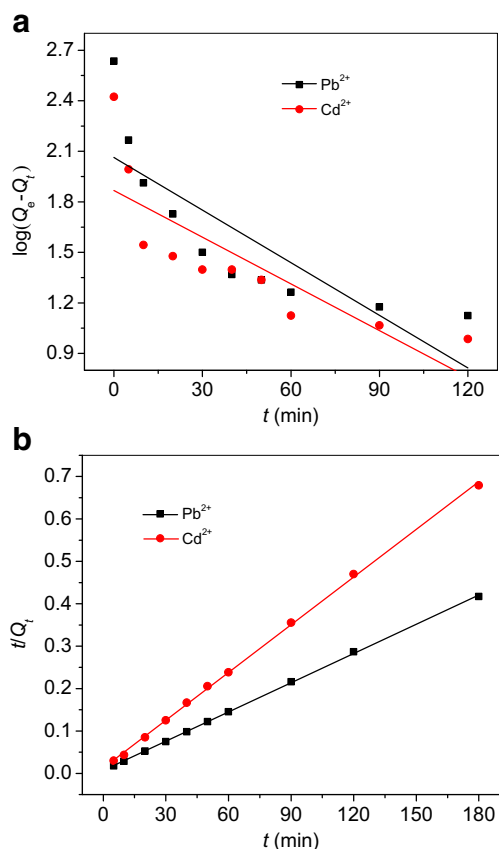 a
2.7
2.4
2.1
1.8
1.5
1.2
0.9
log(Qₑ-Qₜ)
Pb²⁺
Cd²⁺
0 30 60 90 120
t (min)
b
0.7
0.6
0.5
0.4
0.3
0.2
0.1
0.0
t/Qₜ
Pb²⁺
Cd²⁺
0 30 60 90 120 150 180
t (min)